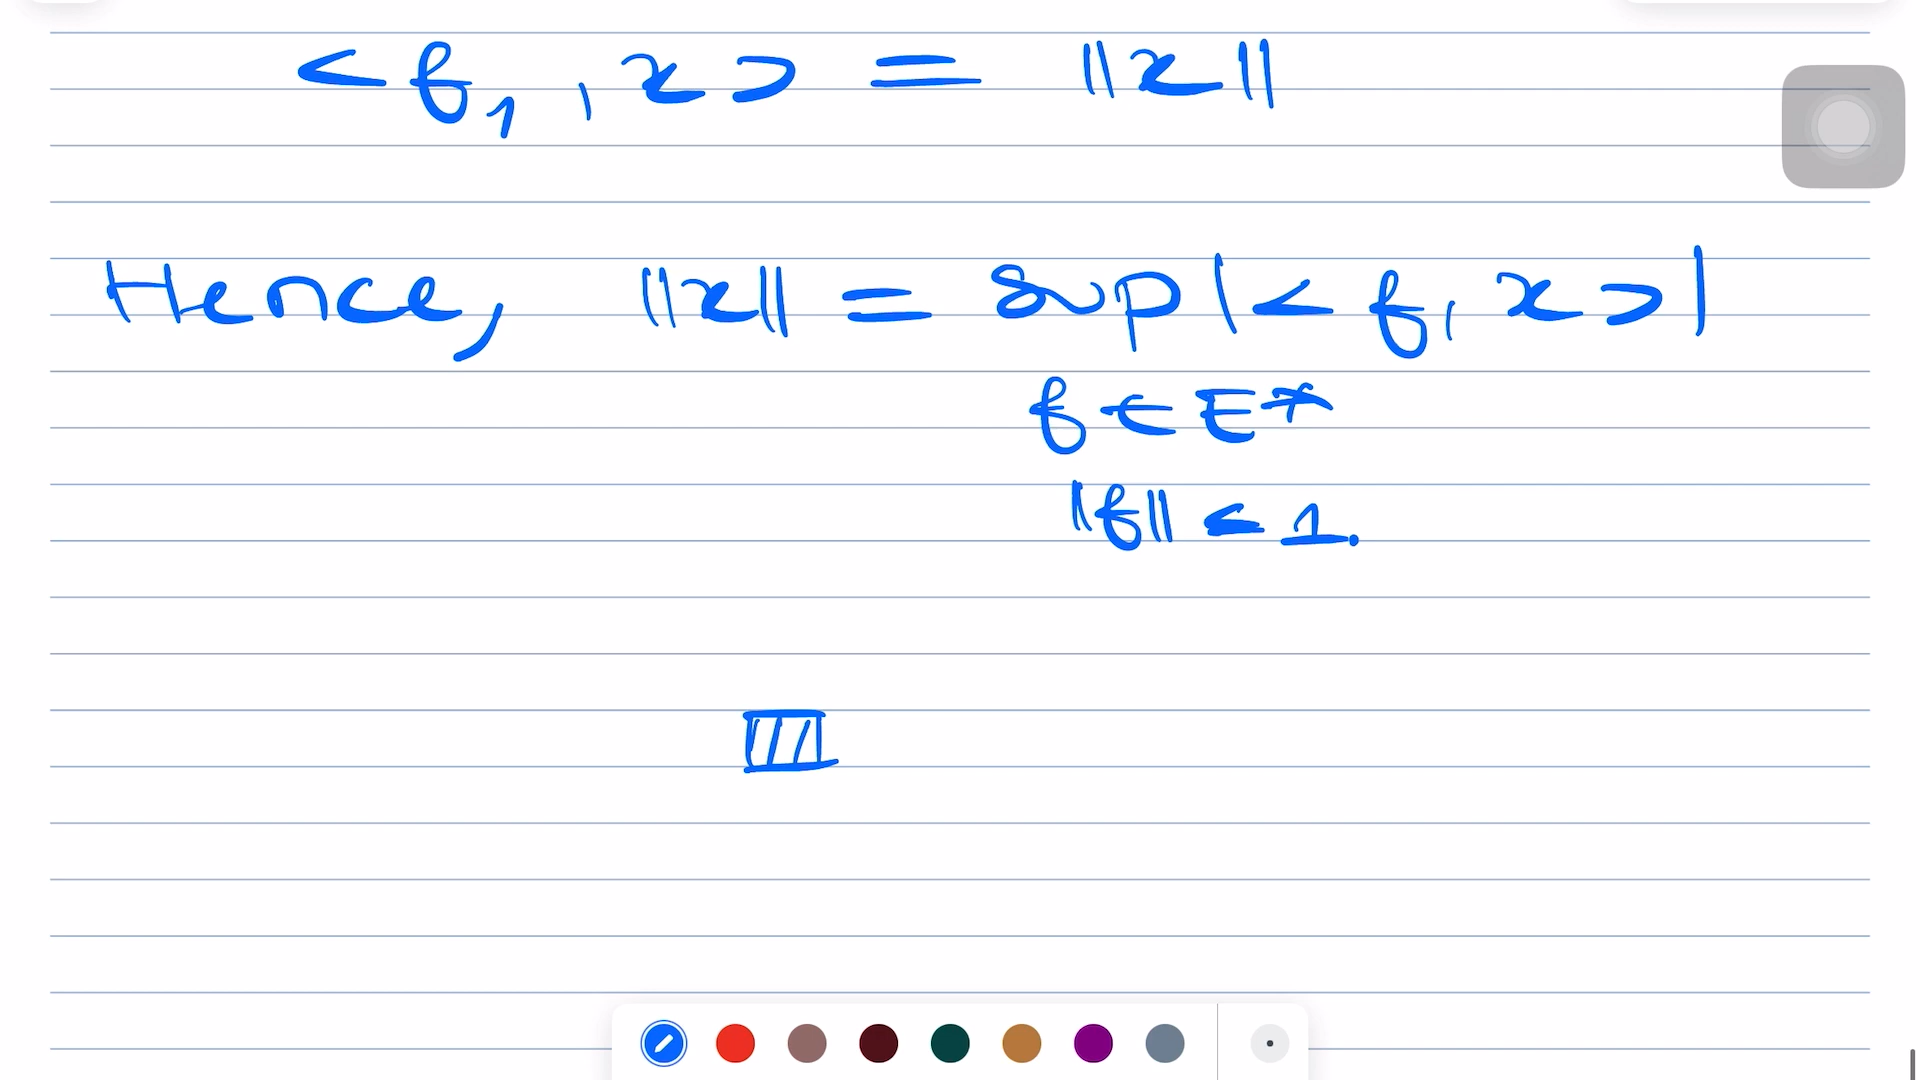 < f₁ , x > = ||x||
Hence, ||x|| = sup |< f, x >|
f ∈ E*
||f|| ≤ 1.